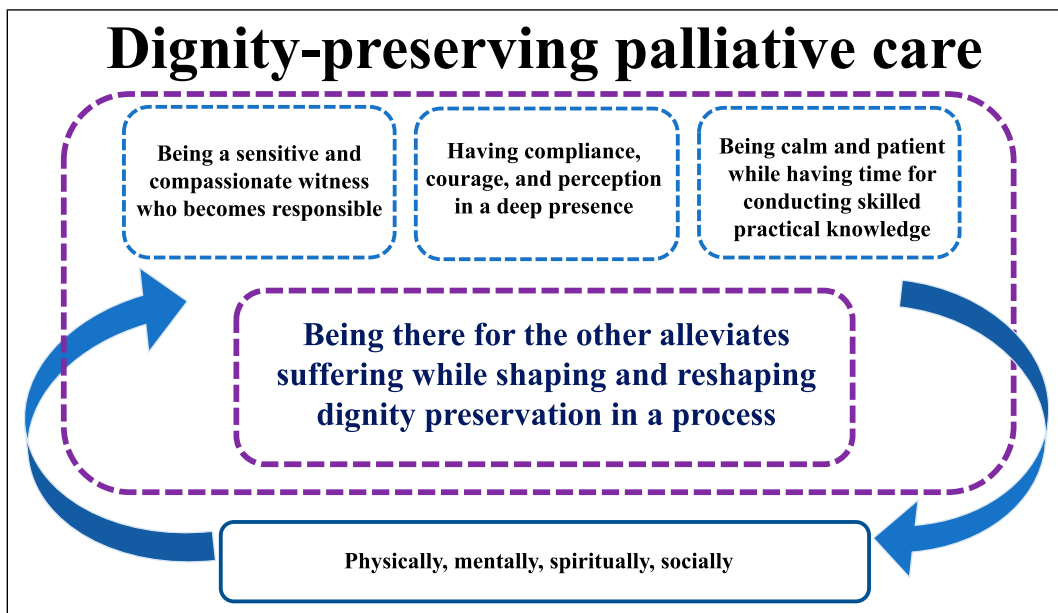 Dignity-preserving palliative care
Being a sensitive and
compassionate witness
who becomes responsible
Having compliance,
courage, and perception
in a deep presence
Being calm and patient
while having time for
conducting skilled
practical knowledge
Being there for the other alleviates
suffering while shaping and reshaping
dignity preservation in a process
Physically, mentally, spiritually, socially